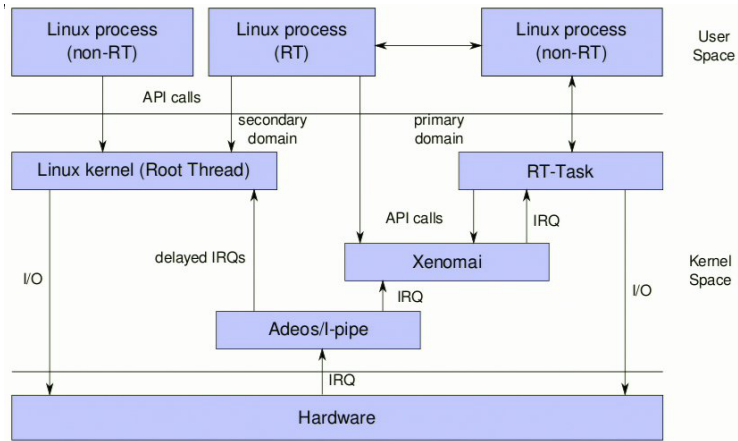 Linux process
(non-RT)
Linux process
(RT)
Linux process
(non-RT)
User
Space
API calls
secondary
domain
primary
domain
Linux kernel (Root Thread)
RT-Task
API calls
IRQ
delayed IRQs
Xenomai
Kernel
Space
I/O
I/O
IRQ
Adeos/I-pipe
IRQ
Hardware